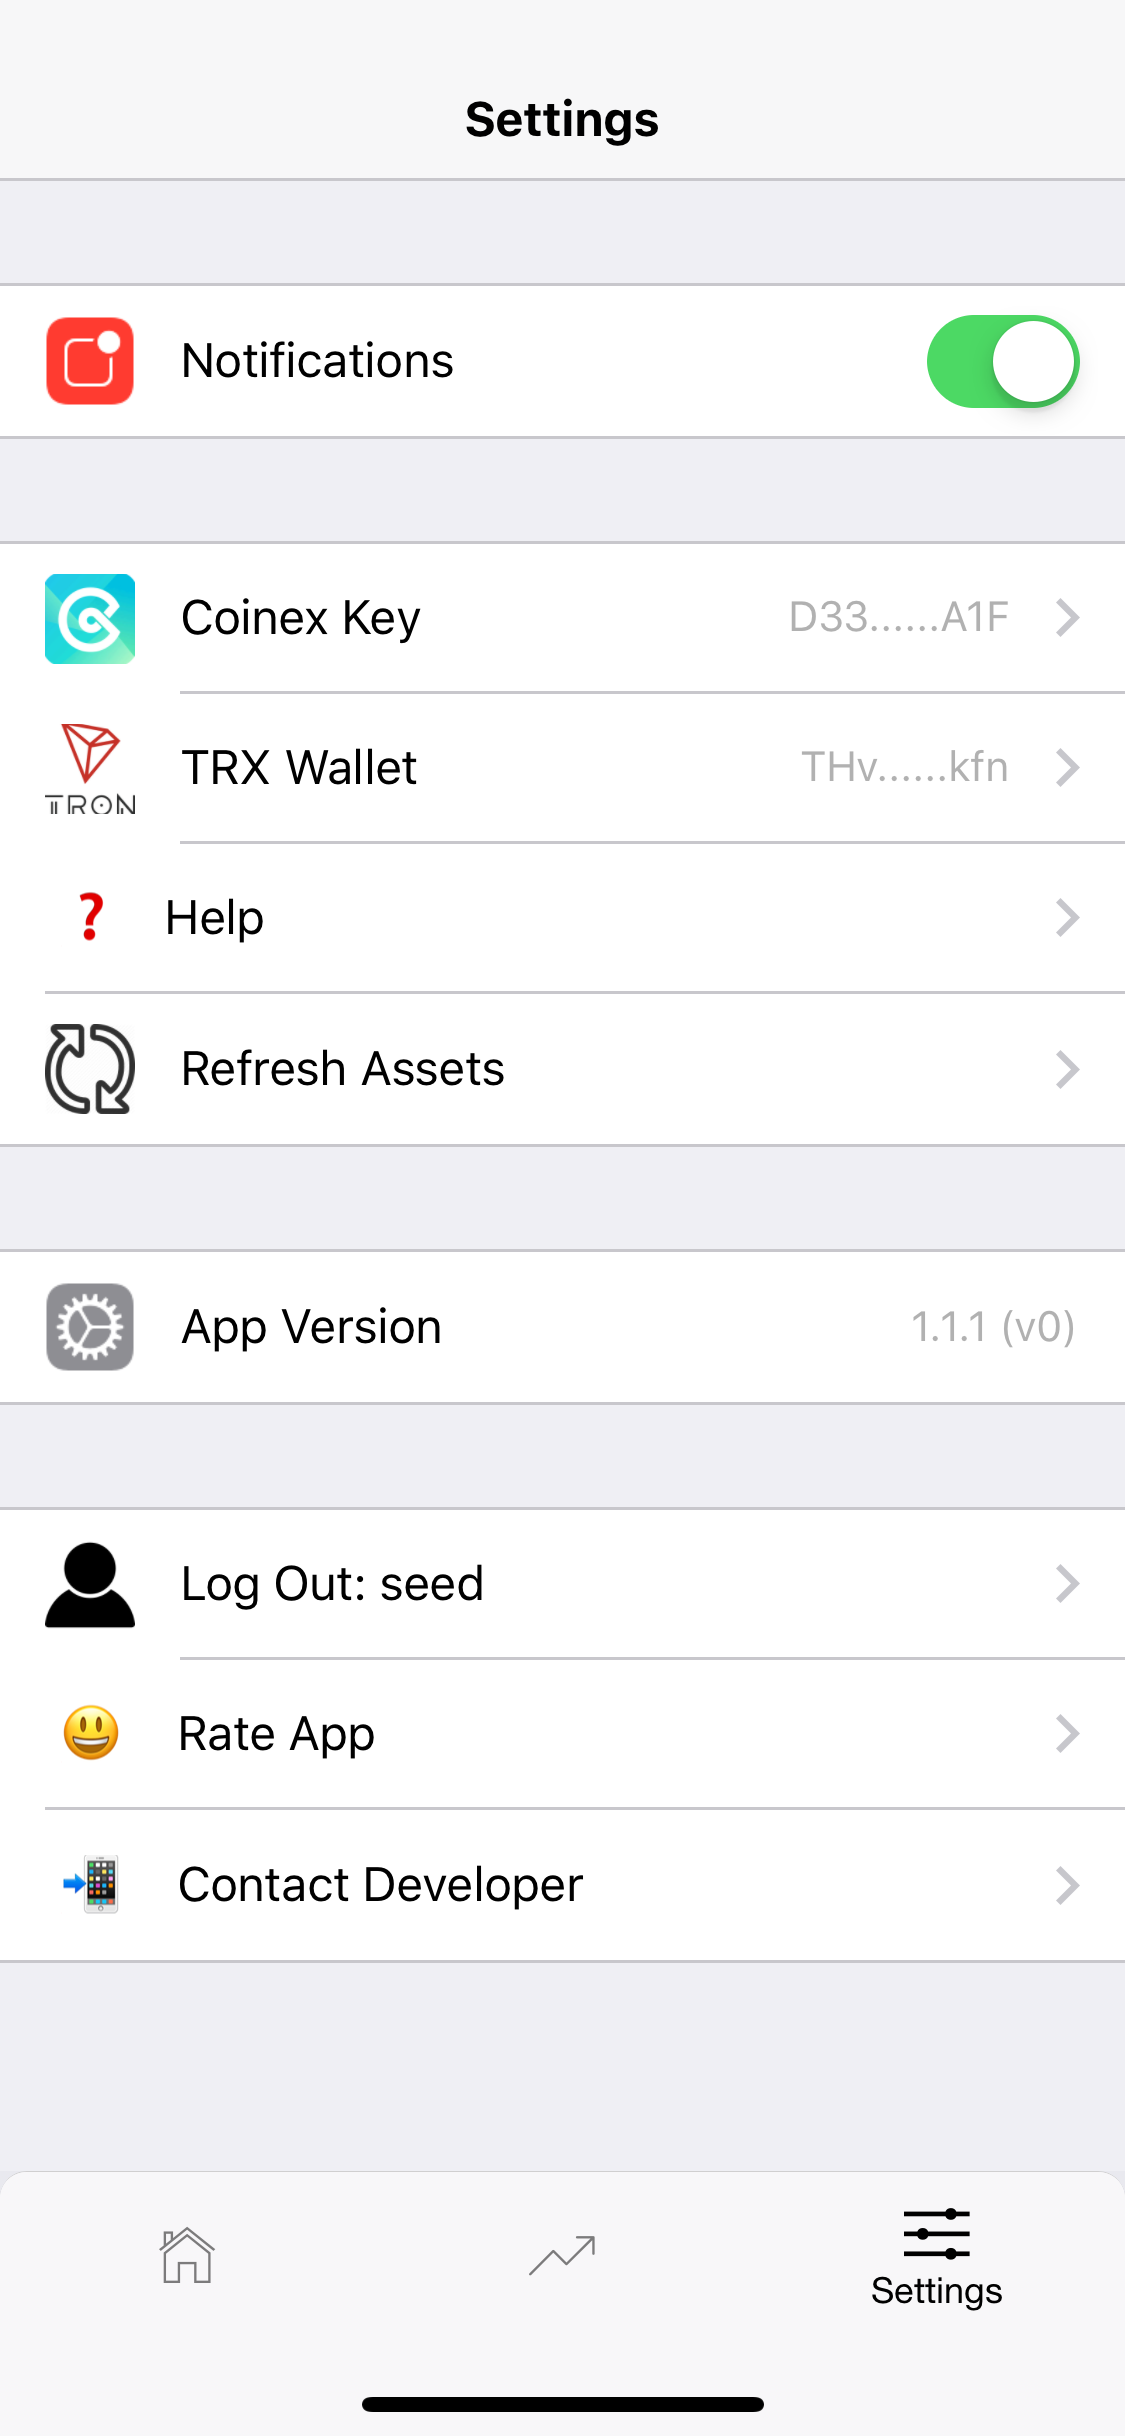 Settings
Notifications
Coinex Key D33......A1F
TRX Wallet THv......kfn
TRON
? Help
Refresh Assets
App Version 1.1.1 (v0)
Log Out: seed
Rate App
Contact Developer
Settings